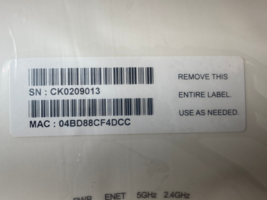 SN : CK0209013
REMOVE THIS
ENTIRE LABEL.
USE AS NEEDED.
MAC : 04BD88CF4DCC
PWR ENET 5GHz 2.4GHz